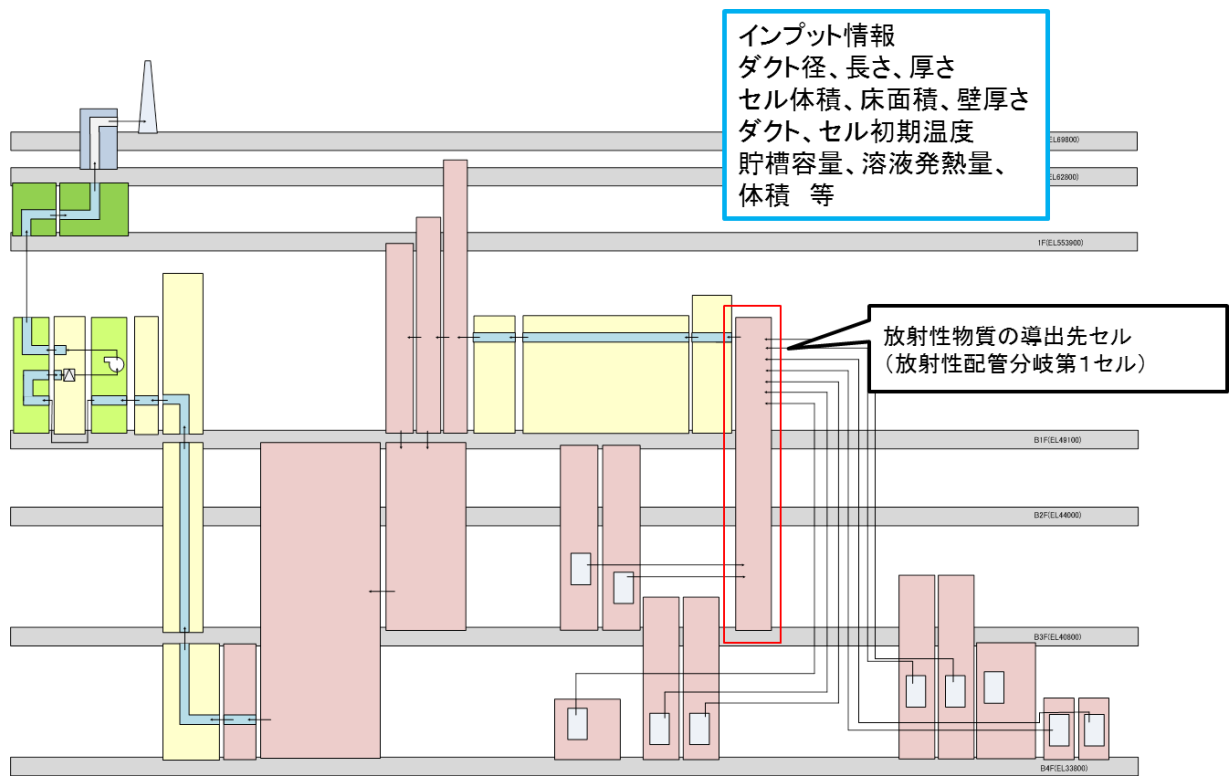 インプット情報
ダクト径、長さ、厚さ
セル体積、床面積、壁厚さ
ダクト、セル初期温度
貯槽容量、溶液発熱量、
体積　等
EL69800)
EL62800)
1F(EL553900)
放射性物質の導出先セル
（放射性配管分岐第１セル）
B1F(EL49100)
B2F(EL44000)
B3F(EL40800)
B4F(EL33800)